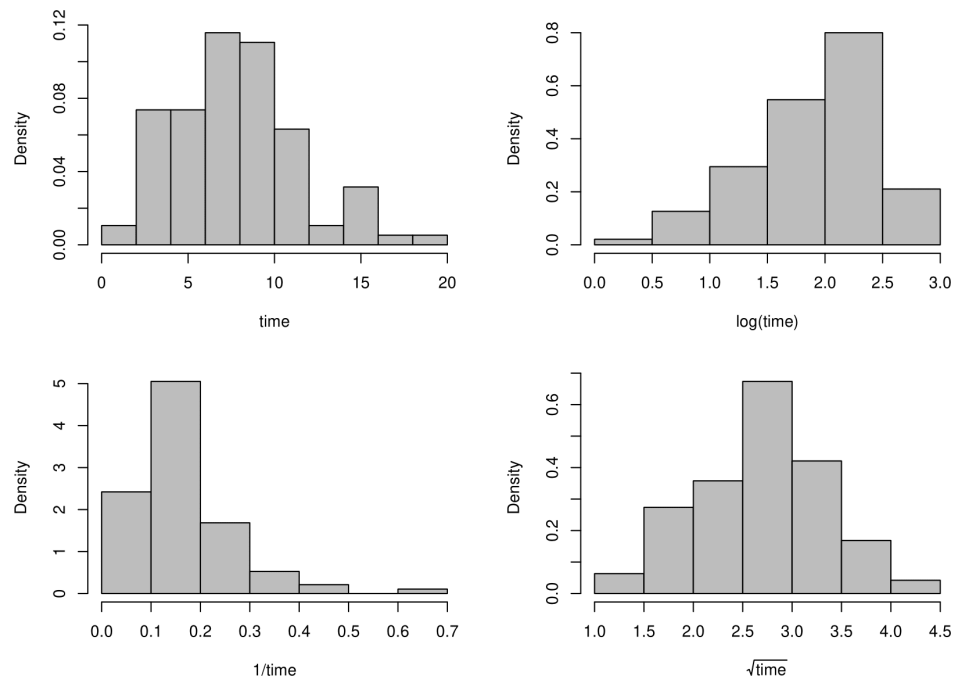 Density
0.00 0.04 0.08 0.12
0 5 10 15 20
time
Density
0.0 0.2 0.4 0.6 0.8
0.0 0.5 1.0 1.5 2.0 2.5 3.0
log(time)
Density
0 1 2 3 4 5
0.0 0.1 0.2 0.3 0.4 0.5 0.6 0.7
1/time
Density
0.0 0.2 0.4 0.6
1.0 1.5 2.0 2.5 3.0 3.5 4.0 4.5
√time